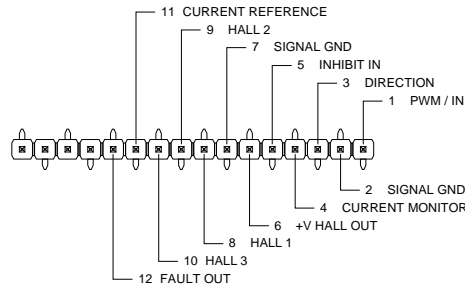 11 CURRENT REFERENCE
9 HALL 2
7 SIGNAL GND
5 INHIBIT IN
3 DIRECTION
1 PWM / IN
2 SIGNAL GND
4 CURRENT MONITOR
6 +V HALL OUT
8 HALL 1
10 HALL 3
12 FAULT OUT